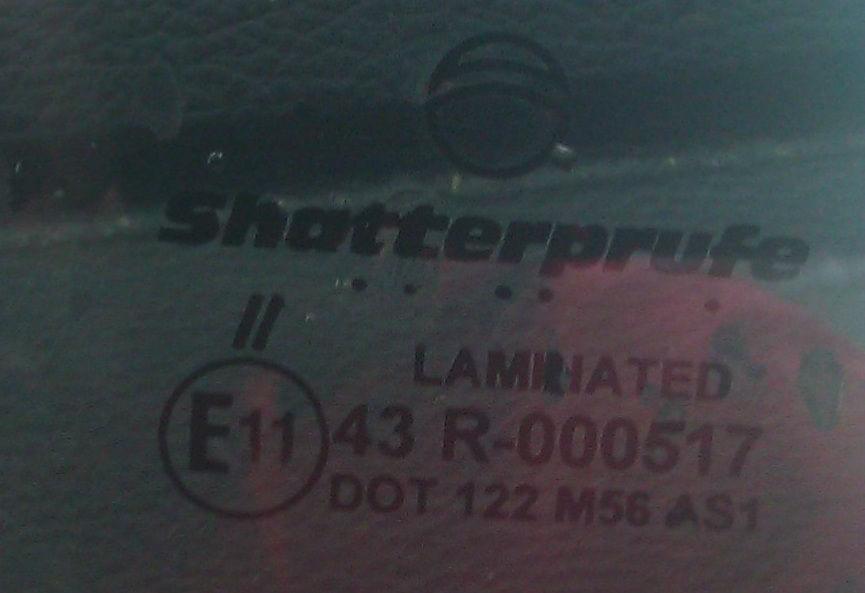 Shatterprufe
II
LAMINATED
E11 43 R-000517
DOT 122 M56 AS1